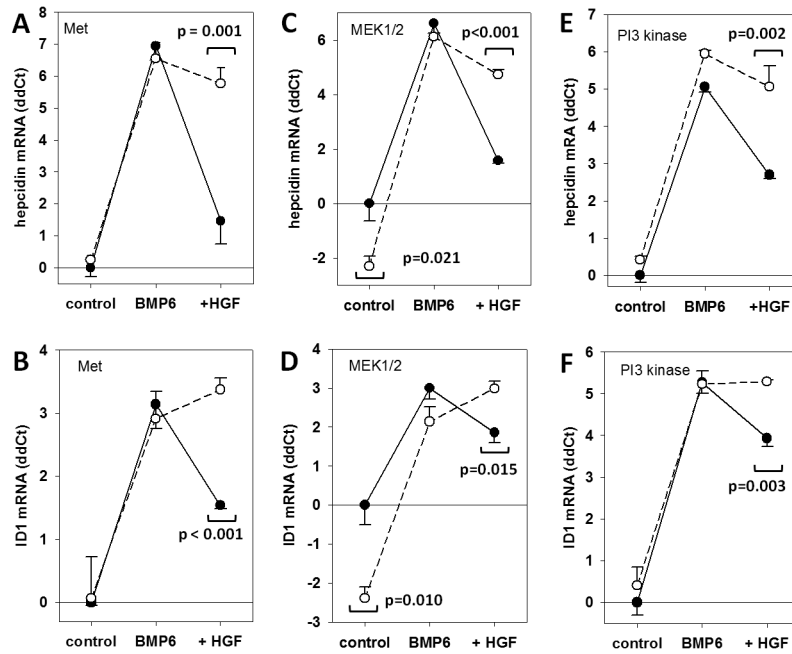 A
Met
p = 0.001
hepcidin mRNA (ddCt)
8
7
6
5
4
3
2
1
0
control BMP6 +HGF
C
MEK1/2
p<0.001
hepcidin mRNA (ddCt)
6
4
2
0
-2
p=0.021
control BMP6 + HGF
E
PI3 kinase
p=0.002
hepcidin mRA (ddCt)
7
6
5
4
3
2
1
0
control BMP6 +HGF
B
Met
ID1 mRNA (ddCt)
4
3
2
1
0
p < 0.001
control BMP6 + HGF
D
MEK1/2
ID1 mRNA (ddCt)
4
3
2
1
0
-1
-2
-3
p=0.015
p=0.010
control BMP6 + HGF
F
PI3 kinase
ID1 mRNA (ddCt)
6
5
4
3
2
1
0
p=0.003
control BMP6 + HGF